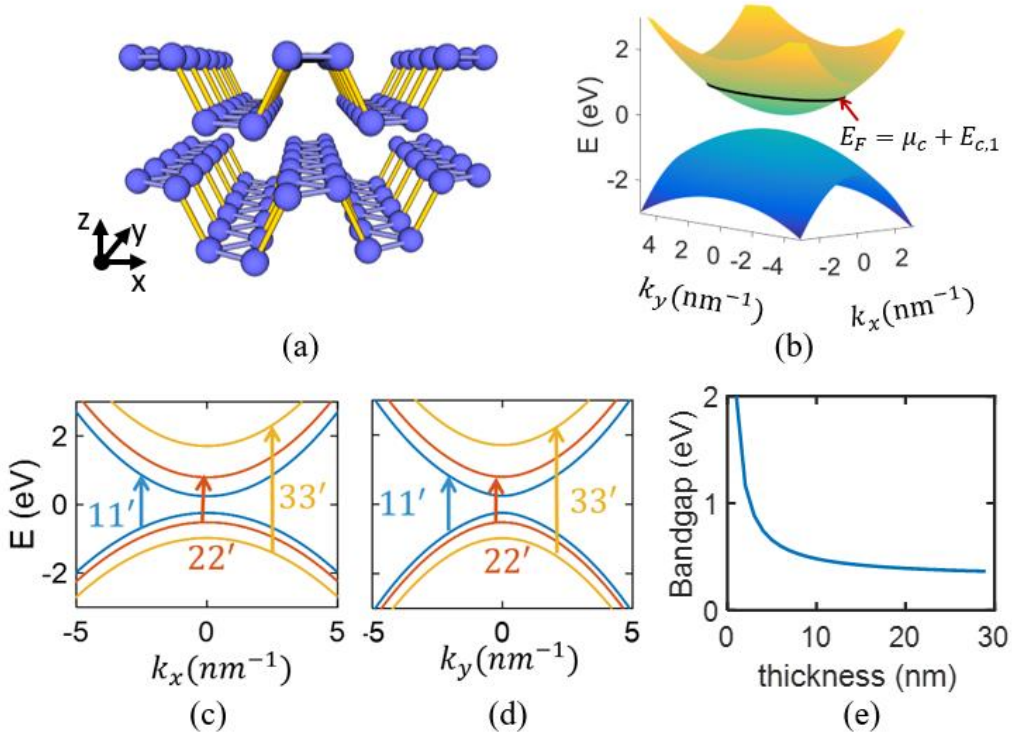 z
y
x
(a)
E (eV)
2
0
-2
E_F = μ_c + E_{c,1}
4 2 0 -2 -4
-2 0 2
k_y(nm⁻¹)
k_x(nm⁻¹)
(b)
E (eV)
2
0
-2
11′
22′
33′
-5 0 5
k_x(nm⁻¹)
(c)
11′
22′
33′
-5 0 5
k_y(nm⁻¹)
(d)
Bandgap (eV)
2
1
0
0 10 20 30
thickness (nm)
(e)